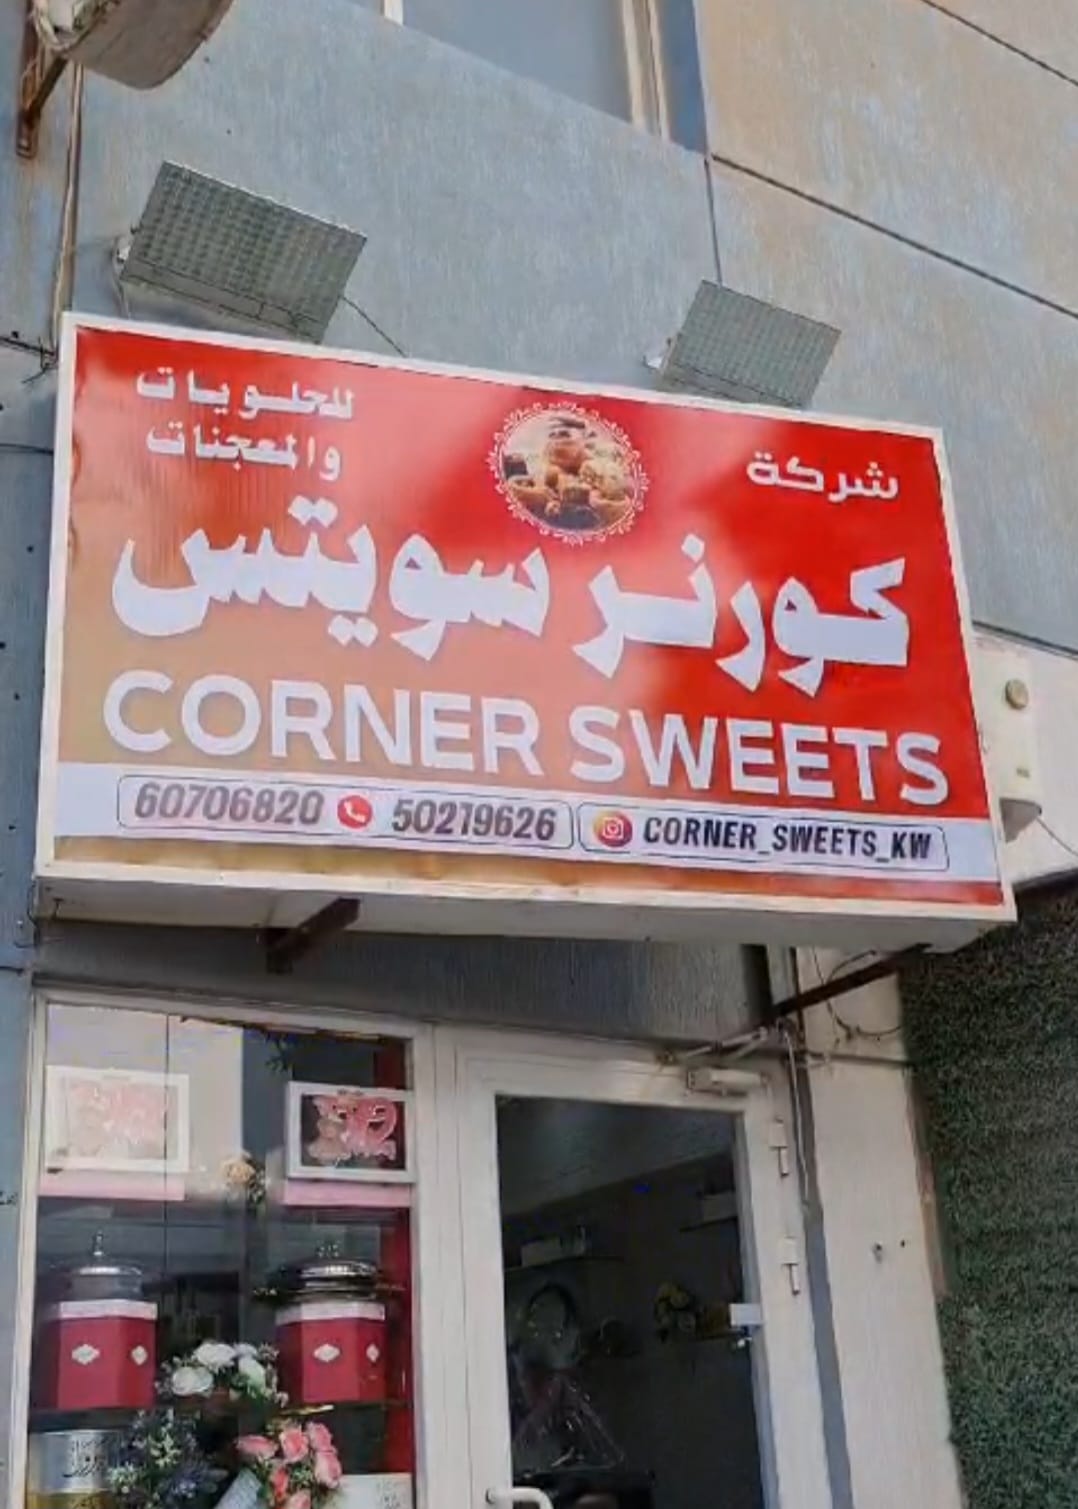 شركة
للحلويات
والمعجنات
كورنر سويتس
CORNER SWEETS
60706820 50219626 CORNER_SWEETS_KW